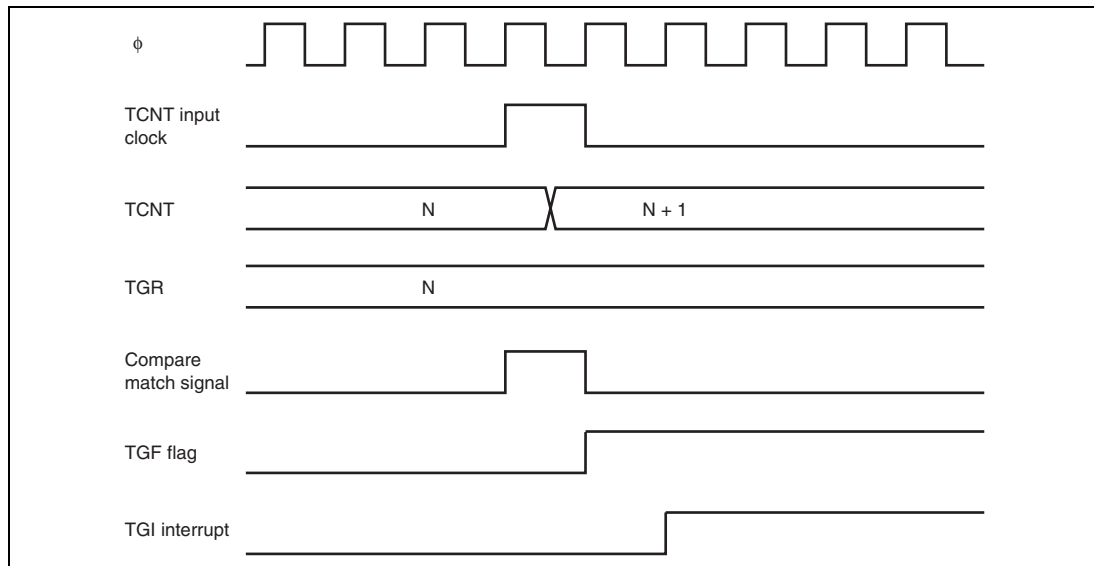 ϕ
TCNT input
clock
TCNT
N
N + 1
TGR
N
Compare
match signal
TGF flag
TGI interrupt